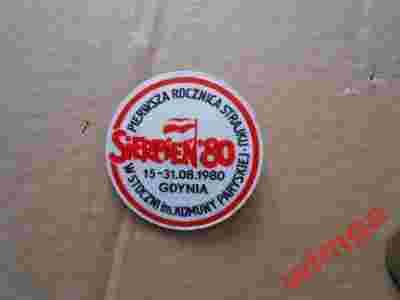 PIERWSZA ROCZNICA STRAJKU
SIERPIEŃ'80
15-31.08.1980
GDYNIA
W STOCZNI im. KOMUNY PARYSKIEJ